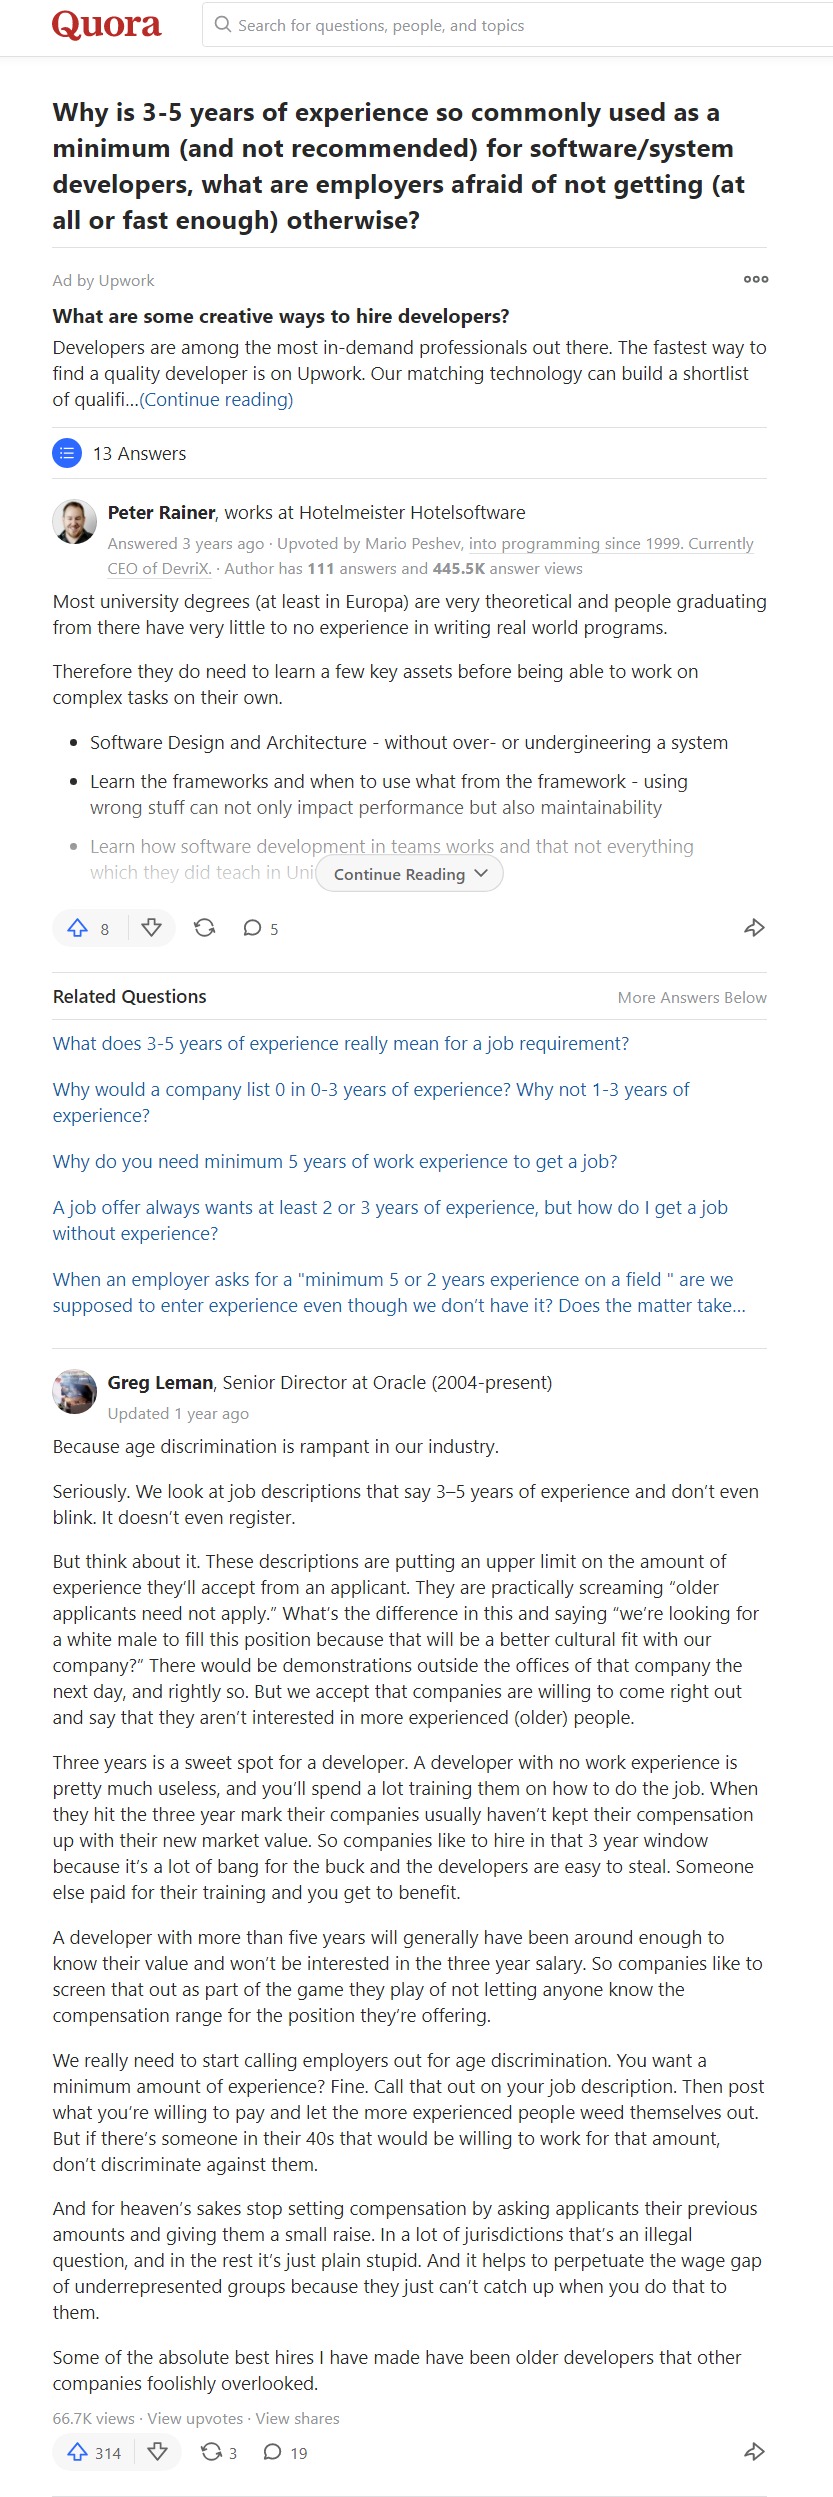 Quora
Search for questions, people, and topics
Why is 3-5 years of experience so commonly used as a
minimum (and not recommended) for software/system
developers, what are employers afraid of not getting (at
all or fast enough) otherwise?
Ad by Upwork
What are some creative ways to hire developers?
Developers are among the most in-demand professionals out there. The fastest way to
find a quality developer is on Upwork. Our matching technology can build a shortlist
of qualifi...(Continue reading)
13 Answers
Peter Rainer, works at Hotelmeister Hotelsoftware
Answered 3 years ago · Upvoted by Mario Peshev, into programming since 1999. Currently
CEO of DevriX. · Author has 111 answers and 445.5K answer views
Most university degrees (at least in Europa) are very theoretical and people graduating
from there have very little to no experience in writing real world programs.
Therefore they do need to learn a few key assets before being able to work on
complex tasks on their own.
• Software Design and Architecture - without over- or undergineering a system
• Learn the frameworks and when to use what from the framework - using
wrong stuff can not only impact performance but also maintainability
• Learn how software development in teams works and that not everything
which they did teach in Uni
Continue Reading
8
5
Related Questions
More Answers Below
What does 3-5 years of experience really mean for a job requirement?
Why would a company list 0 in 0-3 years of experience? Why not 1-3 years of
experience?
Why do you need minimum 5 years of work experience to get a job?
A job offer always wants at least 2 or 3 years of experience, but how do I get a job
without experience?
When an employer asks for a "minimum 5 or 2 years experience on a field " are we
supposed to enter experience even though we don't have it? Does the matter take...
Greg Leman, Senior Director at Oracle (2004-present)
Updated 1 year ago
Because age discrimination is rampant in our industry.
Seriously. We look at job descriptions that say 3–5 years of experience and don't even
blink. It doesn't even register.
But think about it. These descriptions are putting an upper limit on the amount of
experience they'll accept from an applicant. They are practically screaming "older
applicants need not apply." What's the difference in this and saying "we're looking for
a white male to fill this position because that will be a better cultural fit with our
company?" There would be demonstrations outside the offices of that company the
next day, and rightly so. But we accept that companies are willing to come right out
and say that they aren't interested in more experienced (older) people.
Three years is a sweet spot for a developer. A developer with no work experience is
pretty much useless, and you'll spend a lot training them on how to do the job. When
they hit the three year mark their companies usually haven't kept their compensation
up with their new market value. So companies like to hire in that 3 year window
because it's a lot of bang for the buck and the developers are easy to steal. Someone
else paid for their training and you get to benefit.
A developer with more than five years will generally have been around enough to
know their value and won't be interested in the three year salary. So companies like to
screen that out as part of the game they play of not letting anyone know the
compensation range for the position they're offering.
We really need to start calling employers out for age discrimination. You want a
minimum amount of experience? Fine. Call that out on your job description. Then post
what you're willing to pay and let the more experienced people weed themselves out.
But if there's someone in their 40s that would be willing to work for that amount,
don't discriminate against them.
And for heaven's sakes stop setting compensation by asking applicants their previous
amounts and giving them a small raise. In a lot of jurisdictions that's an illegal
question, and in the rest it's just plain stupid. And it helps to perpetuate the wage gap
of underrepresented groups because they just can't catch up when you do that to
them.
Some of the absolute best hires I have made have been older developers that other
companies foolishly overlooked.
66.7K views · View upvotes · View shares
314
3
19